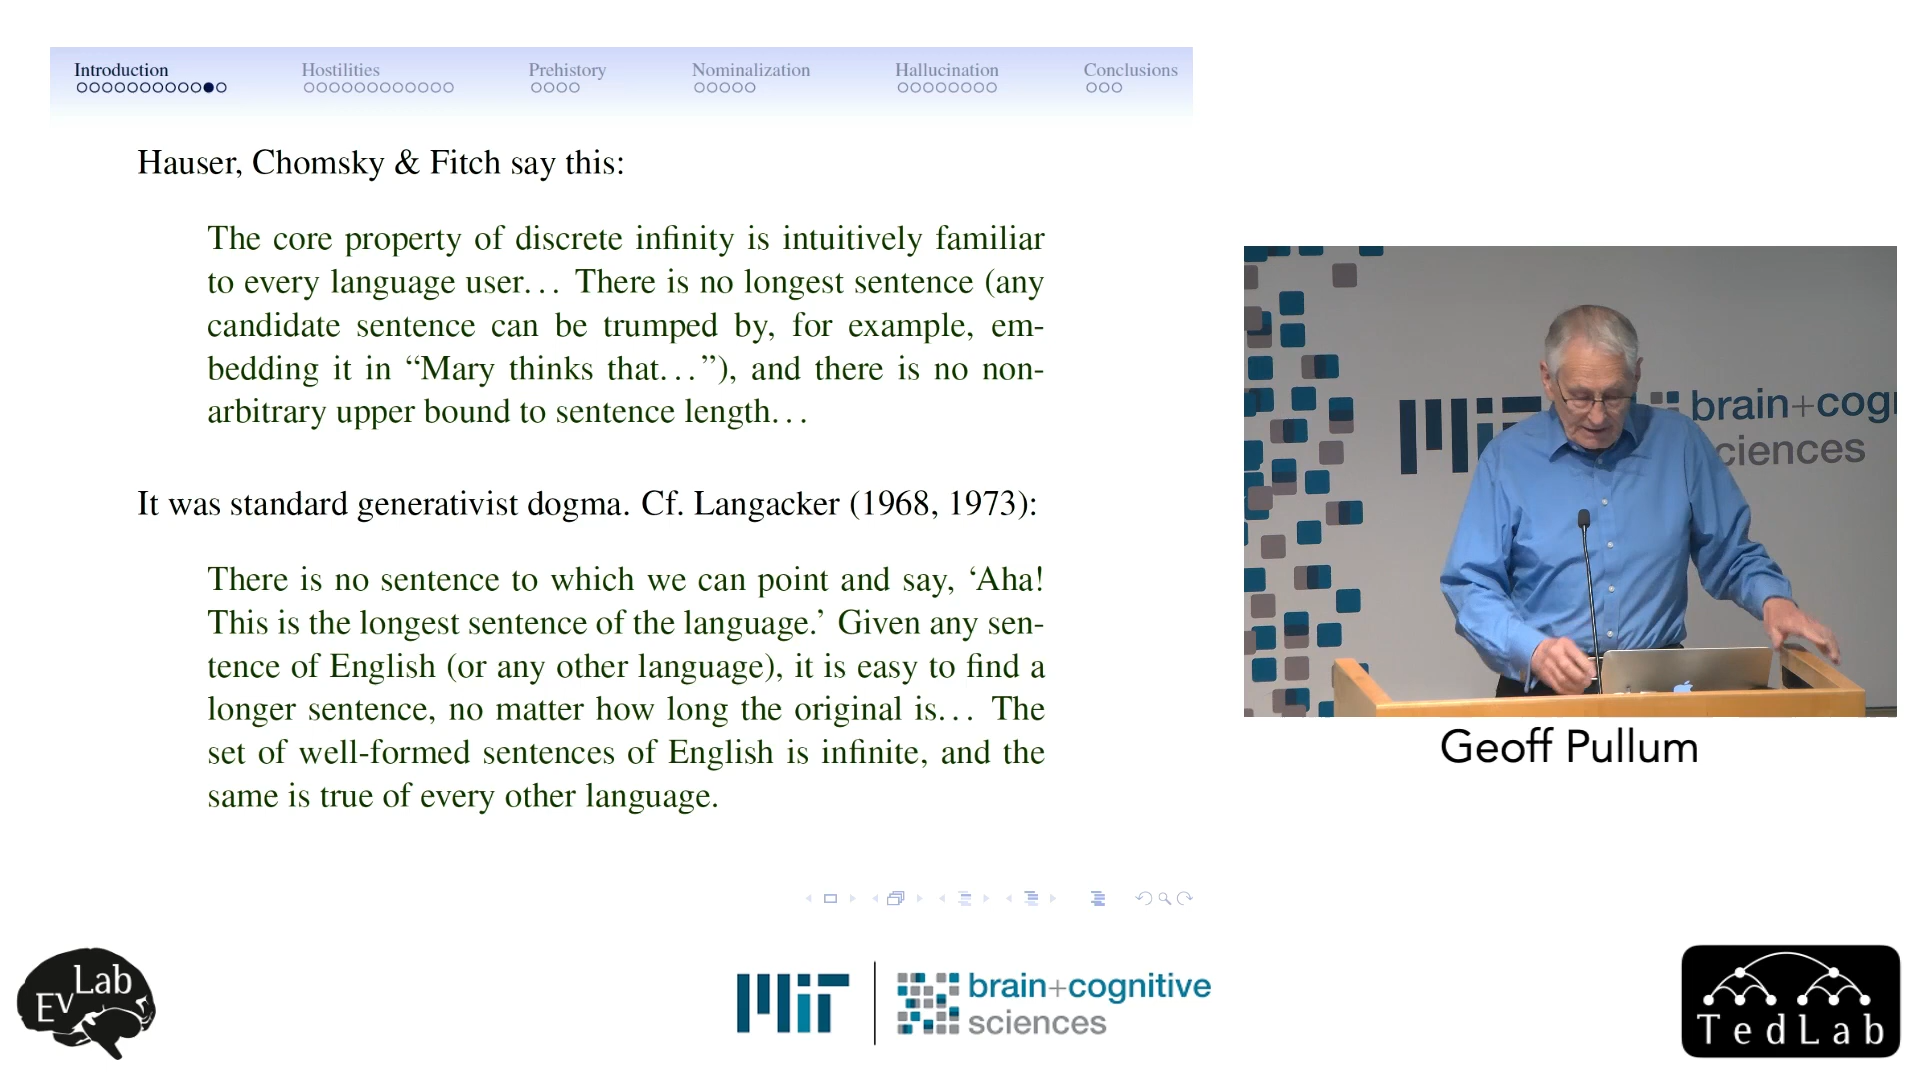 Introduction
Hostilities
Prehistory
Nominalization
Hallucination
Conclusions
Hauser, Chomsky & Fitch say this:
The core property of discrete infinity is intuitively familiar
to every language user… There is no longest sentence (any
candidate sentence can be trumped by, for example, em-
bedding it in “Mary thinks that…”), and there is no non-
arbitrary upper bound to sentence length…
It was standard generativist dogma. Cf. Langacker (1968, 1973):
There is no sentence to which we can point and say, ‘Aha!
This is the longest sentence of the language.’ Given any sen-
tence of English (or any other language), it is easy to find a
longer sentence, no matter how long the original is… The
set of well-formed sentences of English is infinite, and the
same is true of every other language.
MIT
brain+cog
sciences
Geoff Pullum
EvLab
MIT
brain+cognitive
sciences
TedLab